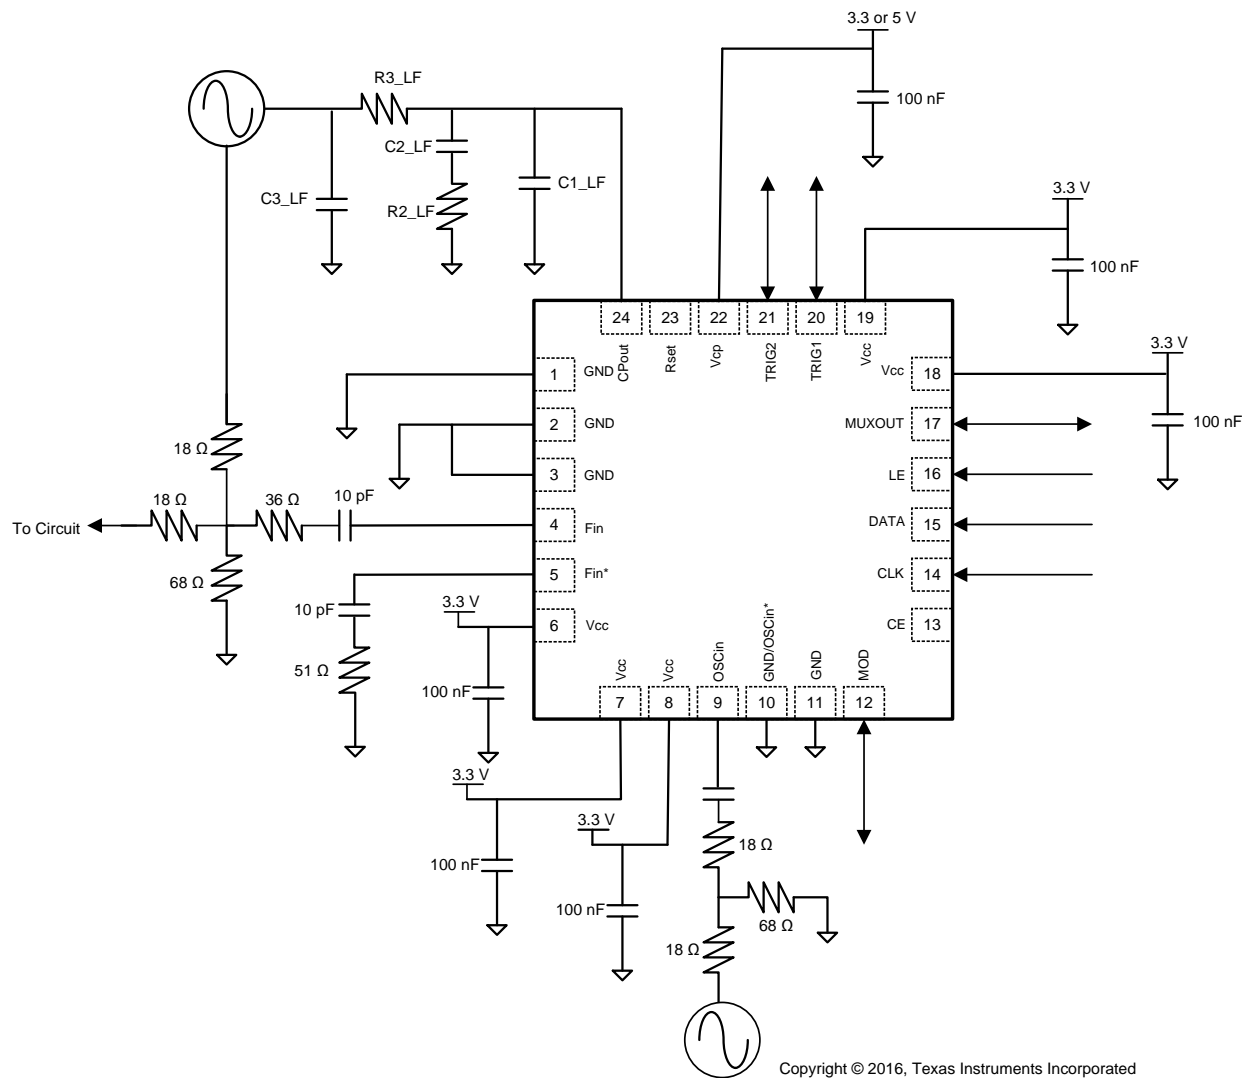 3.3 or 5 V
R3_LF
100 nF
C2_LF
C1_LF
C3_LF
R2_LF
3.3 V
100 nF
24
23
22
21
20
19
CPout
Rset
Vcp
TRIG2
TRIG1
Vcc
3.3 V
1
GND
Vcc
18
2
GND
MUXOUT
17
100 nF
18 Ω
3
GND
LE
16
18 Ω
36 Ω
10 pF
To Circuit
4
Fin
DATA
15
68 Ω
5
Fin*
CLK
14
10 pF
3.3 V
6
Vcc
CE
13
51 Ω
100 nF
Vcc
Vcc
OSCin
GND/OSCin*
GND
MOD
7
8
9
10
11
12
3.3 V
3.3 V
18 Ω
100 nF
100 nF
68 Ω
18 Ω
Copyright © 2016, Texas Instruments Incorporated